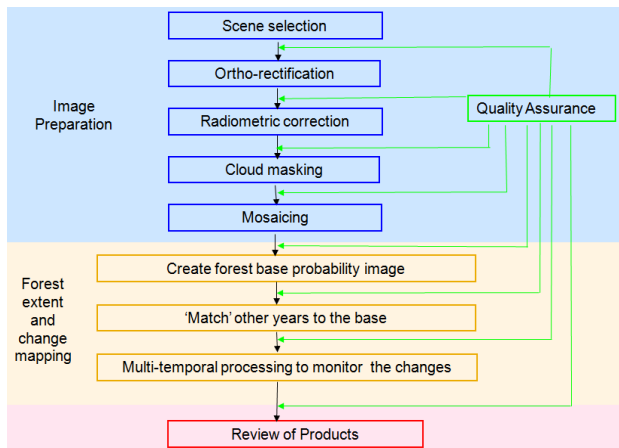 Scene selection
Ortho-rectification
Image
Preparation
Quality Assurance
Radiometric correction
Cloud masking
Mosaicing
Create forest base probability image
Forest
extent
and
change
mapping
‘Match’ other years to the base
Multi-temporal processing to monitor the changes
Review of Products